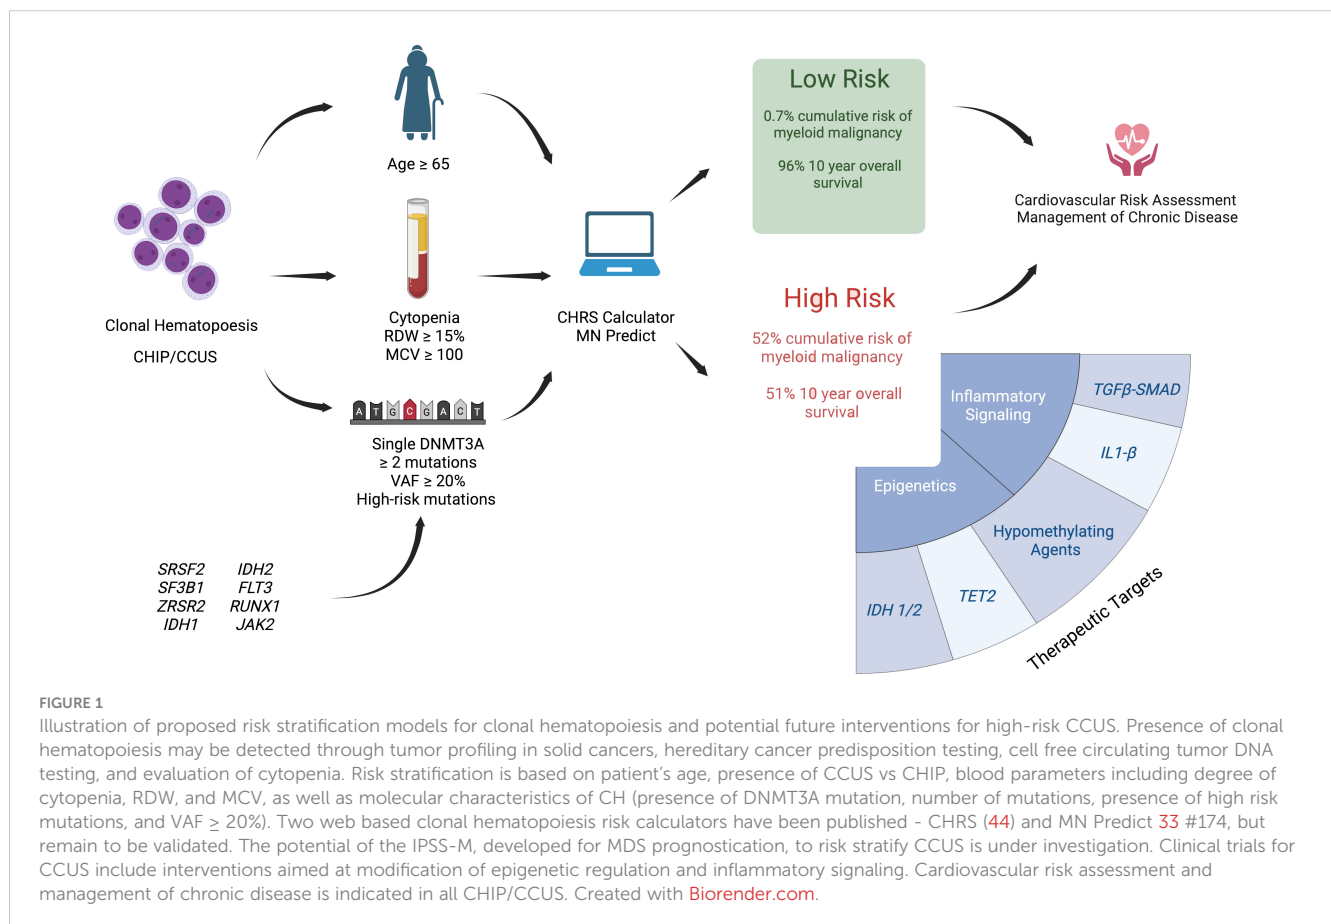 Age ≥ 65
Clonal Hematopoesis
CHIP/CCUS
Cytopenia
RDW ≥ 15%
MCV ≥ 100
A T G C G A C T
Single DNMT3A
≥ 2 mutations
VAF ≥ 20%
High-risk mutations
SRSF2 IDH2
SF3B1 FLT3
ZRSR2 RUNX1
IDH1 JAK2
CHRS Calculator
MN Predict
Low Risk
0.7% cumulative risk of
myeloid malignancy
96% 10 year overall
survival
High Risk
52% cumulative risk of
myeloid malignancy
51% 10 year overall
survival
Cardiovascular Risk Assessment
Management of Chronic Disease
Inflammatory
Signaling
Epigenetics
TGFβ-SMAD
IL1-β
Hypomethylating
Agents
TET2
IDH 1/2
Therapeutic Targets
FIGURE 1
Illustration of proposed risk stratification models for clonal hematopoiesis and potential future interventions for high-risk CCUS. Presence of clonal
hematopoiesis may be detected through tumor profiling in solid cancers, hereditary cancer predisposition testing, cell free circulating tumor DNA
testing, and evaluation of cytopenia. Risk stratification is based on patient's age, presence of CCUS vs CHIP, blood parameters including degree of
cytopenia, RDW, and MCV, as well as molecular characteristics of CH (presence of DNMT3A mutation, number of mutations, presence of high risk
mutations, and VAF ≥ 20%). Two web based clonal hematopoiesis risk calculators have been published - CHRS (44) and MN Predict 33 #174, but
remain to be validated. The potential of the IPSS-M, developed for MDS prognostication, to risk stratify CCUS is under investigation. Clinical trials for
CCUS include interventions aimed at modification of epigenetic regulation and inflammatory signaling. Cardiovascular risk assessment and
management of chronic disease is indicated in all CHIP/CCUS. Created with Biorender.com.